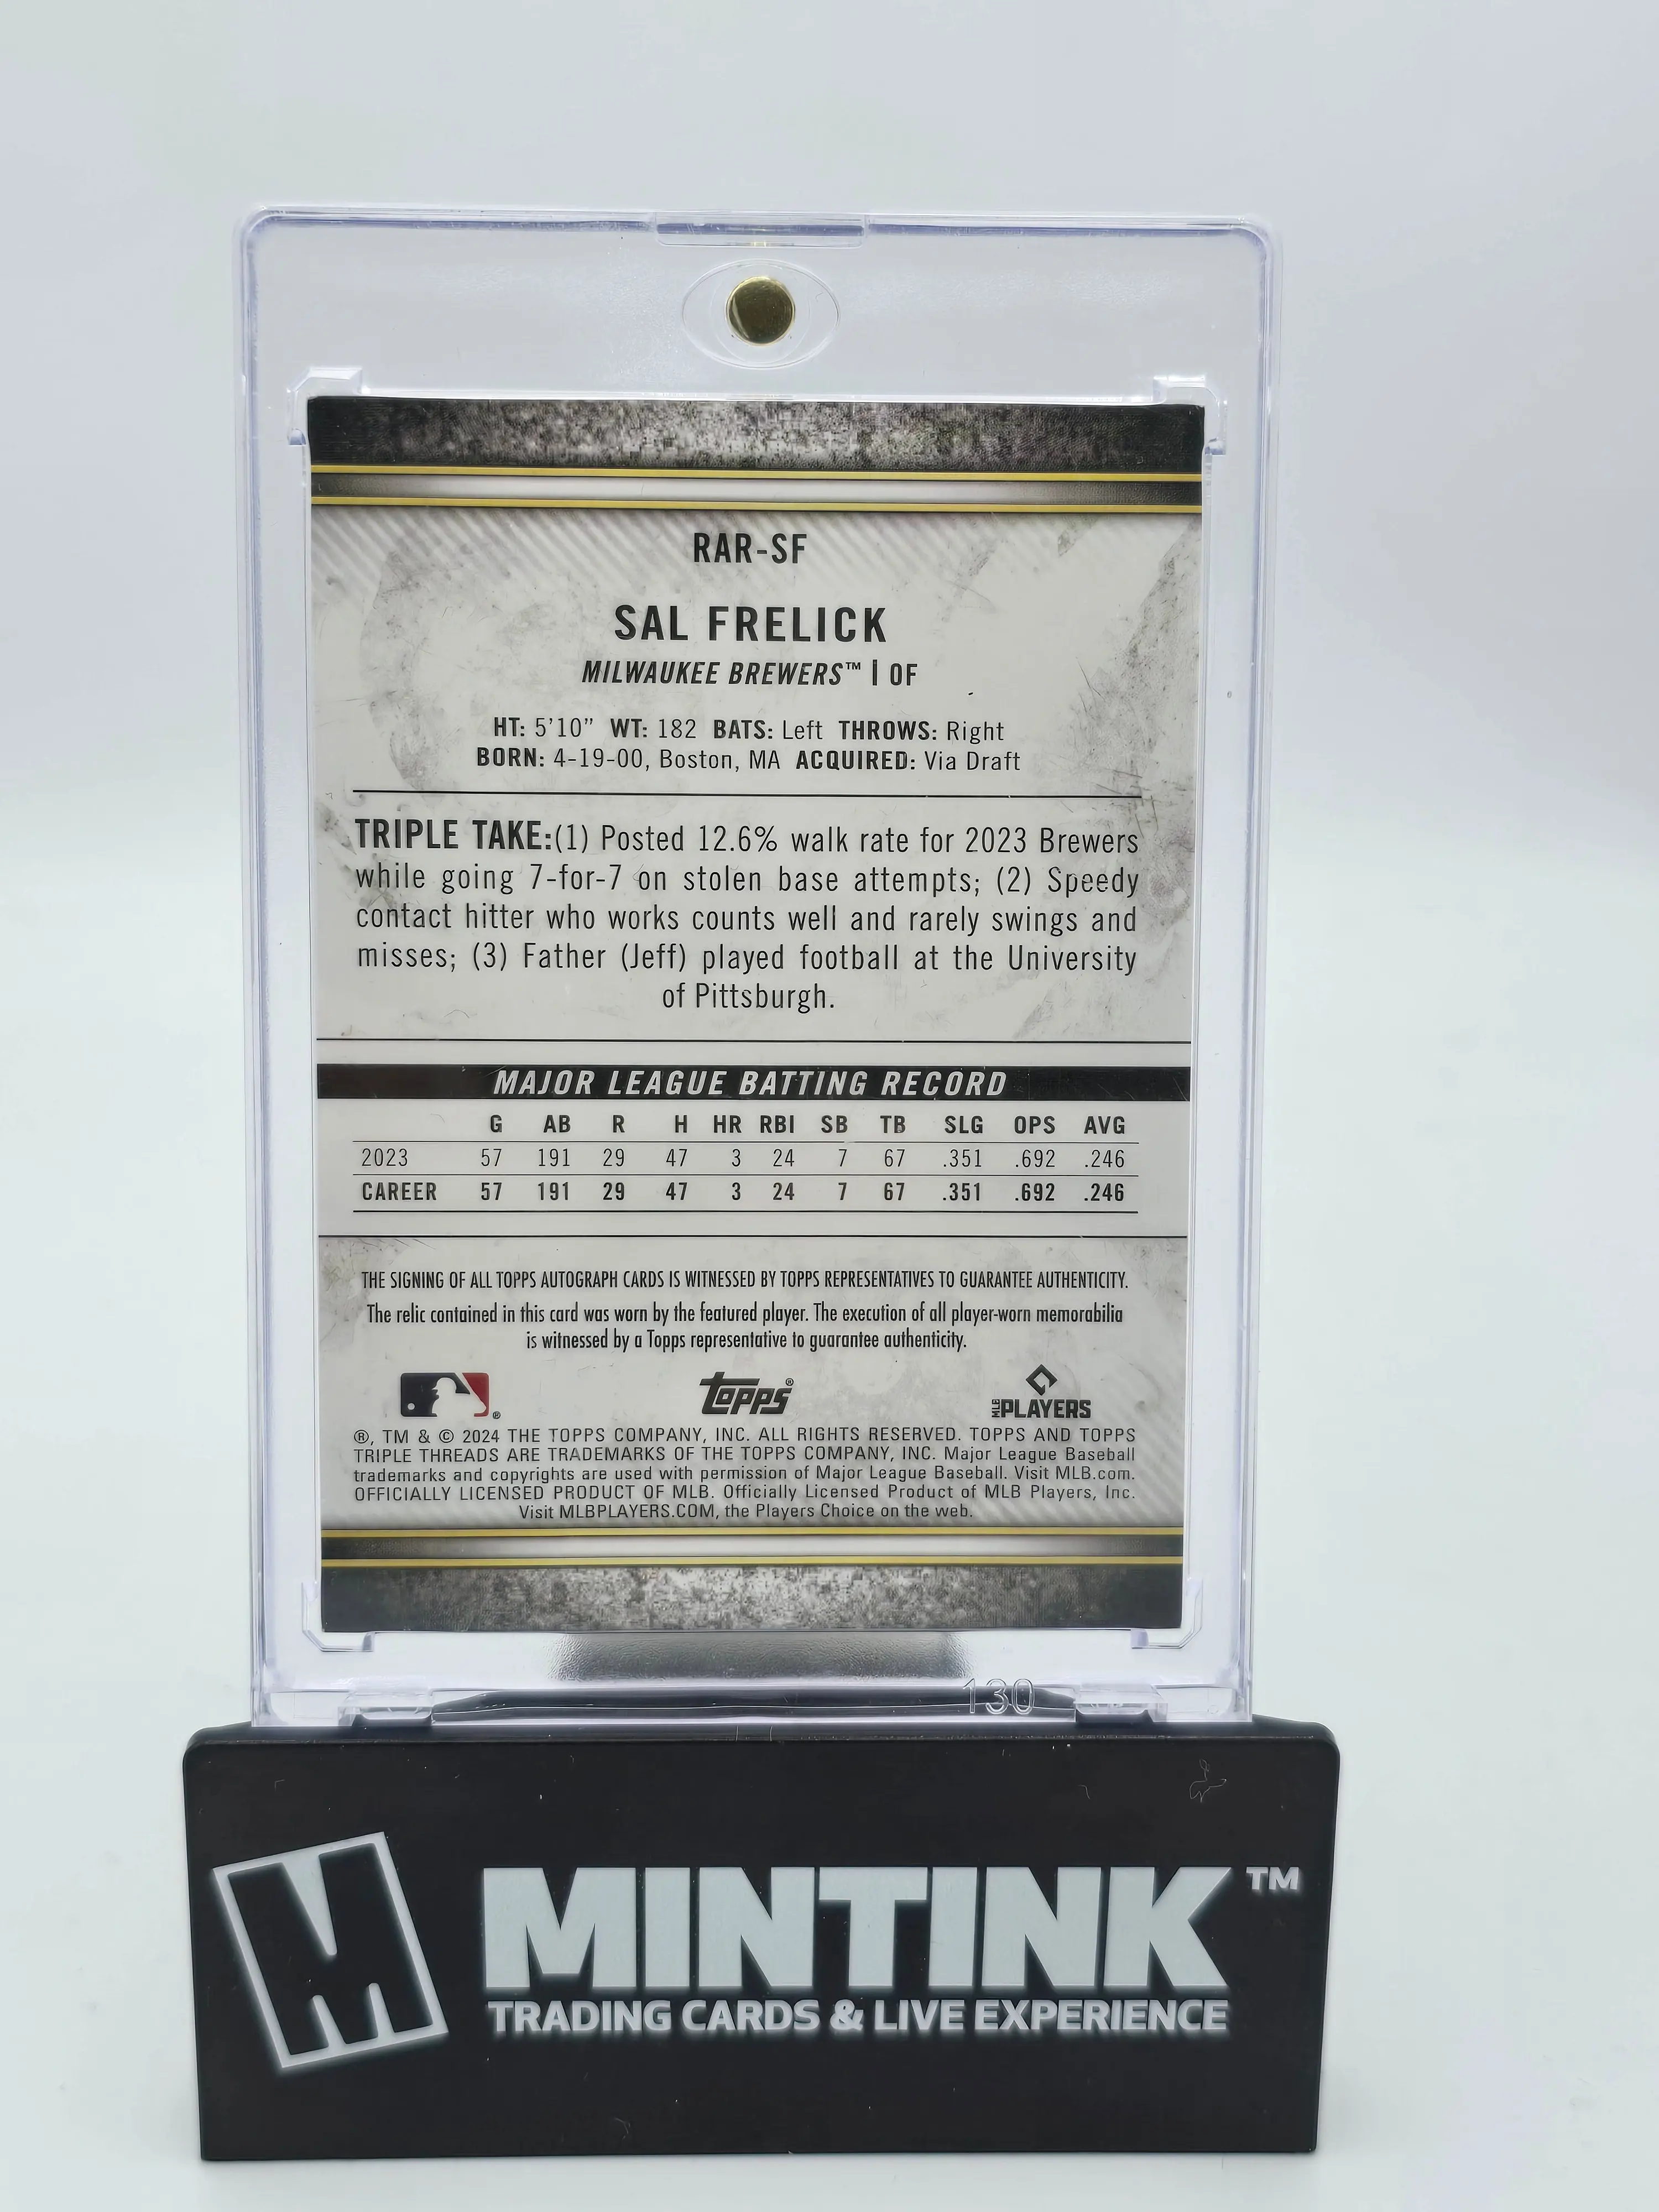 RAR-SF
SAL FRELICK
MILWAUKEE BREWERS™ | OF
HT: 5'10" WT: 182 BATS: Left THROWS: Right
BORN: 4-19-00, Boston, MA ACQUIRED: Via Draft
TRIPLE TAKE:(1) Posted 12.6% walk rate for 2023 Brewers
while going 7-for-7 on stolen base attempts; (2) Speedy
contact hitter who works counts well and rarely swings and
misses; (3) Father (Jeff) played football at the University
of Pittsburgh.
MAJOR LEAGUE BATTING RECORD
G AB R H HR RBI SB TB SLG OPS AVG
2023 57 191 29 47 3 24 7 67 .351 .692 .246
CAREER 57 191 29 47 3 24 7 67 .351 .692 .246
THE SIGNING OF ALL TOPPS AUTOGRAPH CARDS IS WITNESSED BY TOPPS REPRESENTATIVES TO GUARANTEE AUTHENTICITY.
The relic contained in this card was worn by the featured player. The execution of all player-worn memorabilia
is witnessed by a Topps representative to guarantee authenticity.
® topps® MLB PLAYERS
®, TM & © 2024 THE TOPPS COMPANY, INC. ALL RIGHTS RESERVED. TOPPS AND TOPPS
TRIPLE THREADS ARE TRADEMARKS OF THE TOPPS COMPANY, INC. Major League Baseball
trademarks and copyrights are used with permission of Major League Baseball. Visit MLB.com.
OFFICIALLY LICENSED PRODUCT OF MLB. Officially Licensed Product of MLB Players, Inc.
Visit MLBPLAYERS.COM, the Players Choice on the web.
130
M MINTINK™
TRADING CARDS & LIVE EXPERIENCE